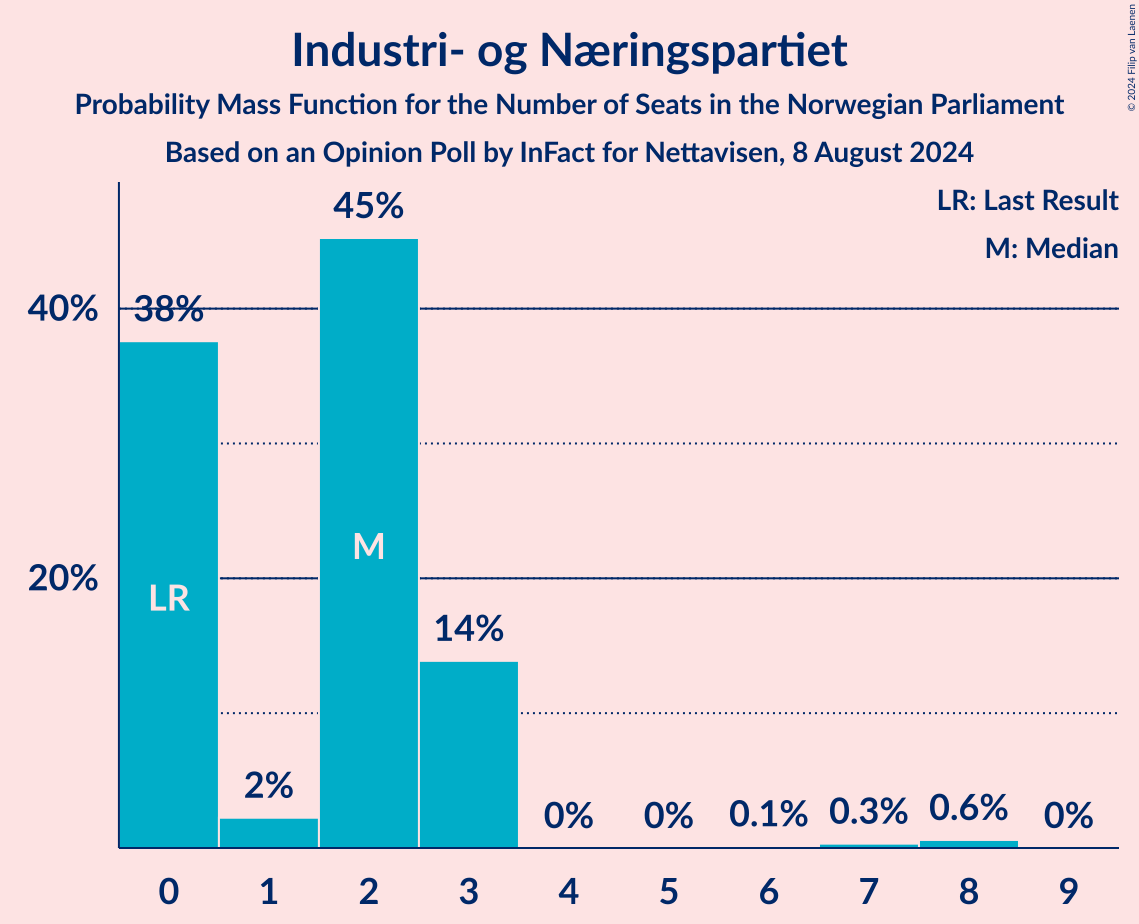 Industri- og Næringspartiet
Probability Mass Function for the Number of Seats in the Norwegian Parliament
Based on an Opinion Poll by InFact for Nettavisen, 8 August 2024
© 2024 Filip van Laenen
LR: Last Result
M: Median
45%
40%
38%
M
20%
LR
14%
2%
0%
0%
0.1%
0.3%
0.6%
0%
0 1 2 3 4 5 6 7 8 9